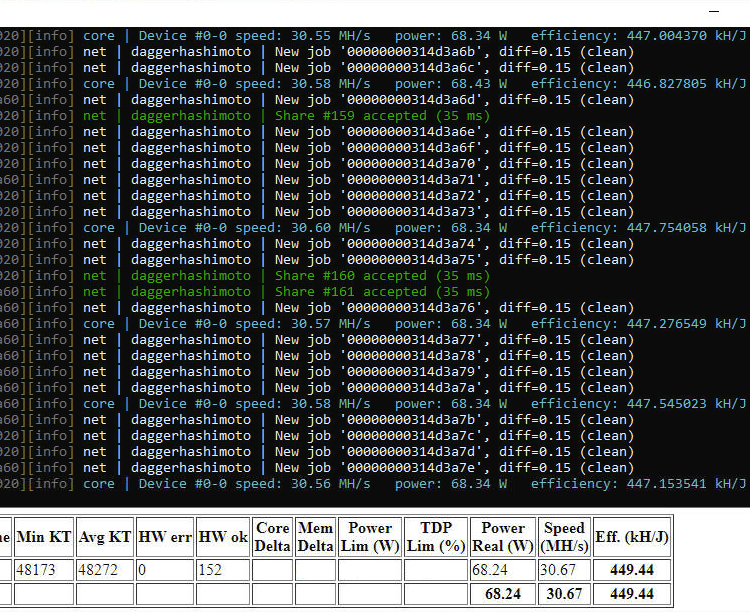 020][info] core | Device #0-0 speed: 30.55 MH/s power: 68.34 W efficiency: 447.004370 kH/J
020][info] net | daggerhashimoto | New job '00000000314d3a6b', diff=0.15 (clean)
020][info] net | daggerhashimoto | New job '00000000314d3a6c', diff=0.15 (clean)
020][info] core | Device #0-0 speed: 30.58 MH/s power: 68.43 W efficiency: 446.827805 kH/J
a60][info] net | daggerhashimoto | New job '00000000314d3a6d', diff=0.15 (clean)
020][info] net | daggerhashimoto | Share #159 accepted (35 ms)
a60][info] net | daggerhashimoto | New job '00000000314d3a6e', diff=0.15 (clean)
020][info] net | daggerhashimoto | New job '00000000314d3a6f', diff=0.15 (clean)
020][info] net | daggerhashimoto | New job '00000000314d3a70', diff=0.15 (clean)
a60][info] net | daggerhashimoto | New job '00000000314d3a71', diff=0.15 (clean)
020][info] net | daggerhashimoto | New job '00000000314d3a72', diff=0.15 (clean)
020][info] net | daggerhashimoto | New job '00000000314d3a73', diff=0.15 (clean)
020][info] core | Device #0-0 speed: 30.60 MH/s power: 68.34 W efficiency: 447.754058 kH/J
020][info] net | daggerhashimoto | New job '00000000314d3a74', diff=0.15 (clean)
020][info] net | daggerhashimoto | New job '00000000314d3a75', diff=0.15 (clean)
020][info] net | daggerhashimoto | Share #160 accepted (35 ms)
a60][info] net | daggerhashimoto | Share #161 accepted (35 ms)
a60][info] net | daggerhashimoto | New job '00000000314d3a76', diff=0.15 (clean)
a60][info] core | Device #0-0 speed: 30.57 MH/s power: 68.34 W efficiency: 447.276549 kH/J
a60][info] net | daggerhashimoto | New job '00000000314d3a77', diff=0.15 (clean)
a60][info] net | daggerhashimoto | New job '00000000314d3a78', diff=0.15 (clean)
a60][info] net | daggerhashimoto | New job '00000000314d3a79', diff=0.15 (clean)
a60][info] net | daggerhashimoto | New job '00000000314d3a7a', diff=0.15 (clean)
a60][info] core | Device #0-0 speed: 30.58 MH/s power: 68.34 W efficiency: 447.545023 kH/J
a60][info] net | daggerhashimoto | New job '00000000314d3a7b', diff=0.15 (clean)
020][info] net | daggerhashimoto | New job '00000000314d3a7c', diff=0.15 (clean)
020][info] net | daggerhashimoto | New job '00000000314d3a7d', diff=0.15 (clean)
a60][info] net | daggerhashimoto | New job '00000000314d3a7e', diff=0.15 (clean)
020][info] core | Device #0-0 speed: 30.56 MH/s power: 68.34 W efficiency: 447.153541 kH/J
Min KT Avg KT HW err HW ok Core Delta Mem Delta Power Lim (W) TDP Lim (%) Power Real (W) Speed (MH/s) Eff. (kH/J)
48173 48272 0 152 68.24 30.67 449.44
68.24 30.67 449.44